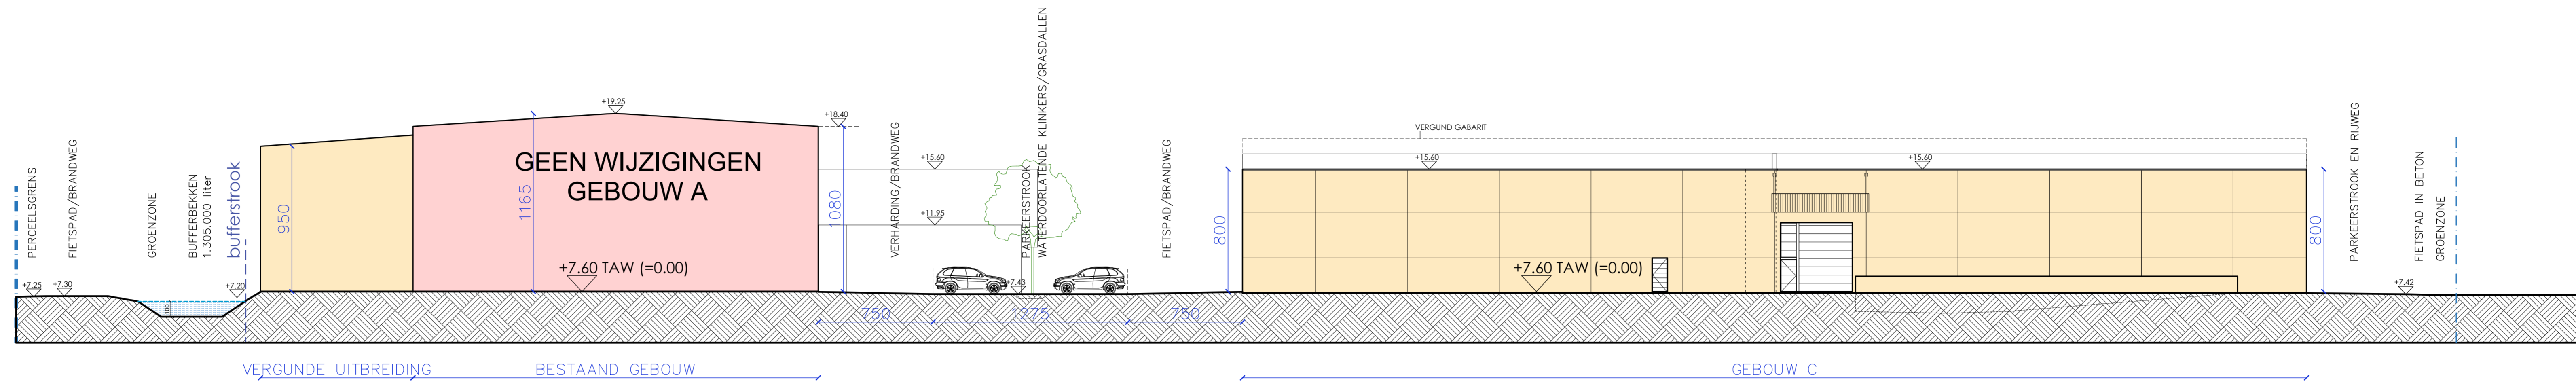 PERCEELSGRENS
FIETSPAD/BRANDWEG
GROENZONE
BUFFERBEKKEN
1.305.000 liter
bufferstrook
+7.25
+7.30
100
+7.20
950
1165
+19.25
GEEN WIJZIGINGEN
GEBOUW A
+7.60 TAW (=0.00)
+18.40
1080
VERHARDING/BRANDWEG
+15.60
+11.95
PARKEERSTROOK
WATERDOORLATENDE KLINKERS/GRASDALLEN
+7.43
FIETSPAD/BRANDWEG
750
1275
750
800
VERGUND GABARIT
+15.60
+15.60
+7.60 TAW (=0.00)
800
PARKEERSTROOK EN RIJWEG
FIETSPAD IN BETON
GROENZONE
+7.42
VERGUNDE UITBREIDING
BESTAAND GEBOUW
GEBOUW C